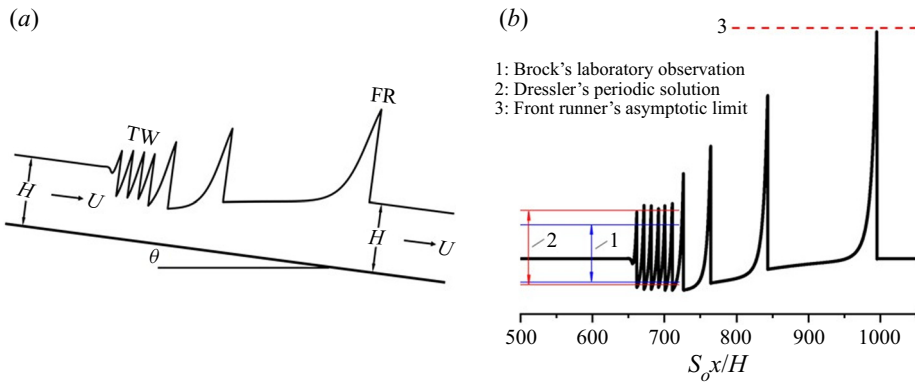 (a)
TW
FR
H
U
H
U
θ
(b)
3
1: Brock's laboratory observation
2: Dressler's periodic solution
3: Front runner's asymptotic limit
2
1
500 600 700 800 900 1000
Sₒx/H